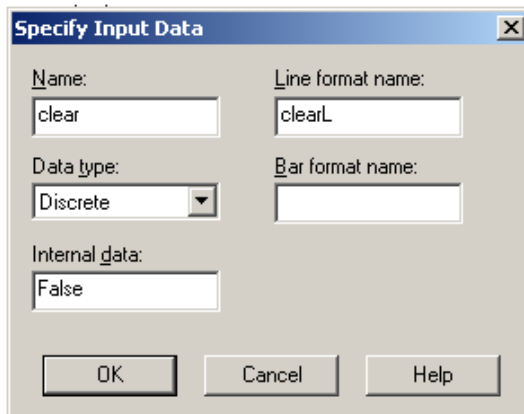 Specify Input Data
Name:
Line format name:
clear
clearL
Data type:
Bar format name:
Discrete
Internal data:
False
OK
Cancel
Help